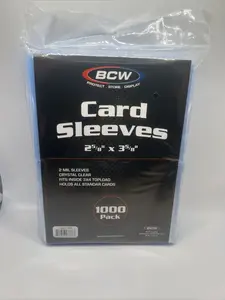 BCW
PROTECT · STORE · DISPLAY
Card
Sleeves
2⅝" x 3⅝"
2 MIL SLEEVES
CRYSTAL CLEAR
FITS INSIDE 3X4 TOPLOAD
HOLDS ALL STANDARD CARDS
1000
Pack